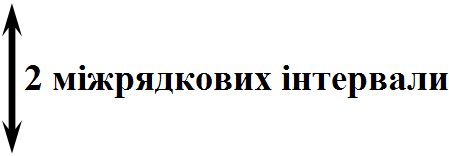 2 міжрядкових інтервали